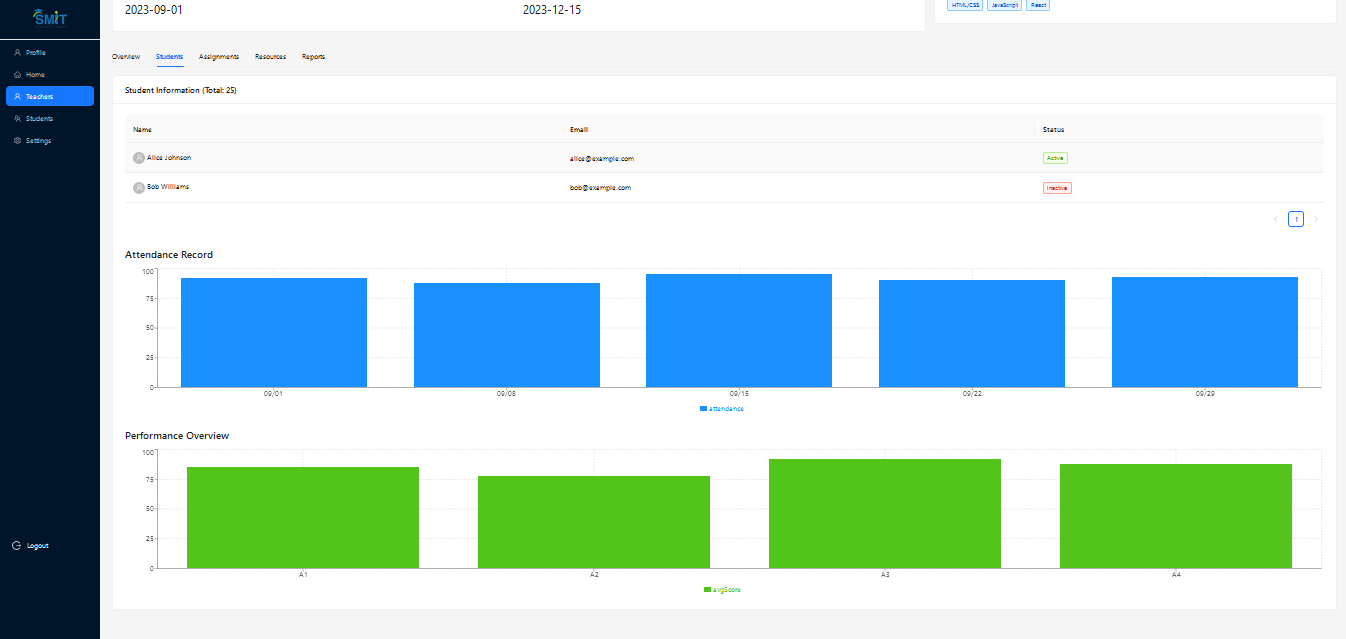 SMIT
2023-09-01 2023-12-15
HTML/CSS JavaScript React
Profile
Home
Teachers
Students
Settings
Logout
Overview Students Assignments Resources Reports
Student Information (Total: 25)
Name Email Status
Alice Johnson alice@example.com Active
Bob Williams bob@example.com Inactive
1
Attendance Record
100
75
50
25
0
09/01 09/08 09/15 09/22 09/29
attendance
Performance Overview
100
75
50
25
0
A1 A2 A3 A4
avgScore